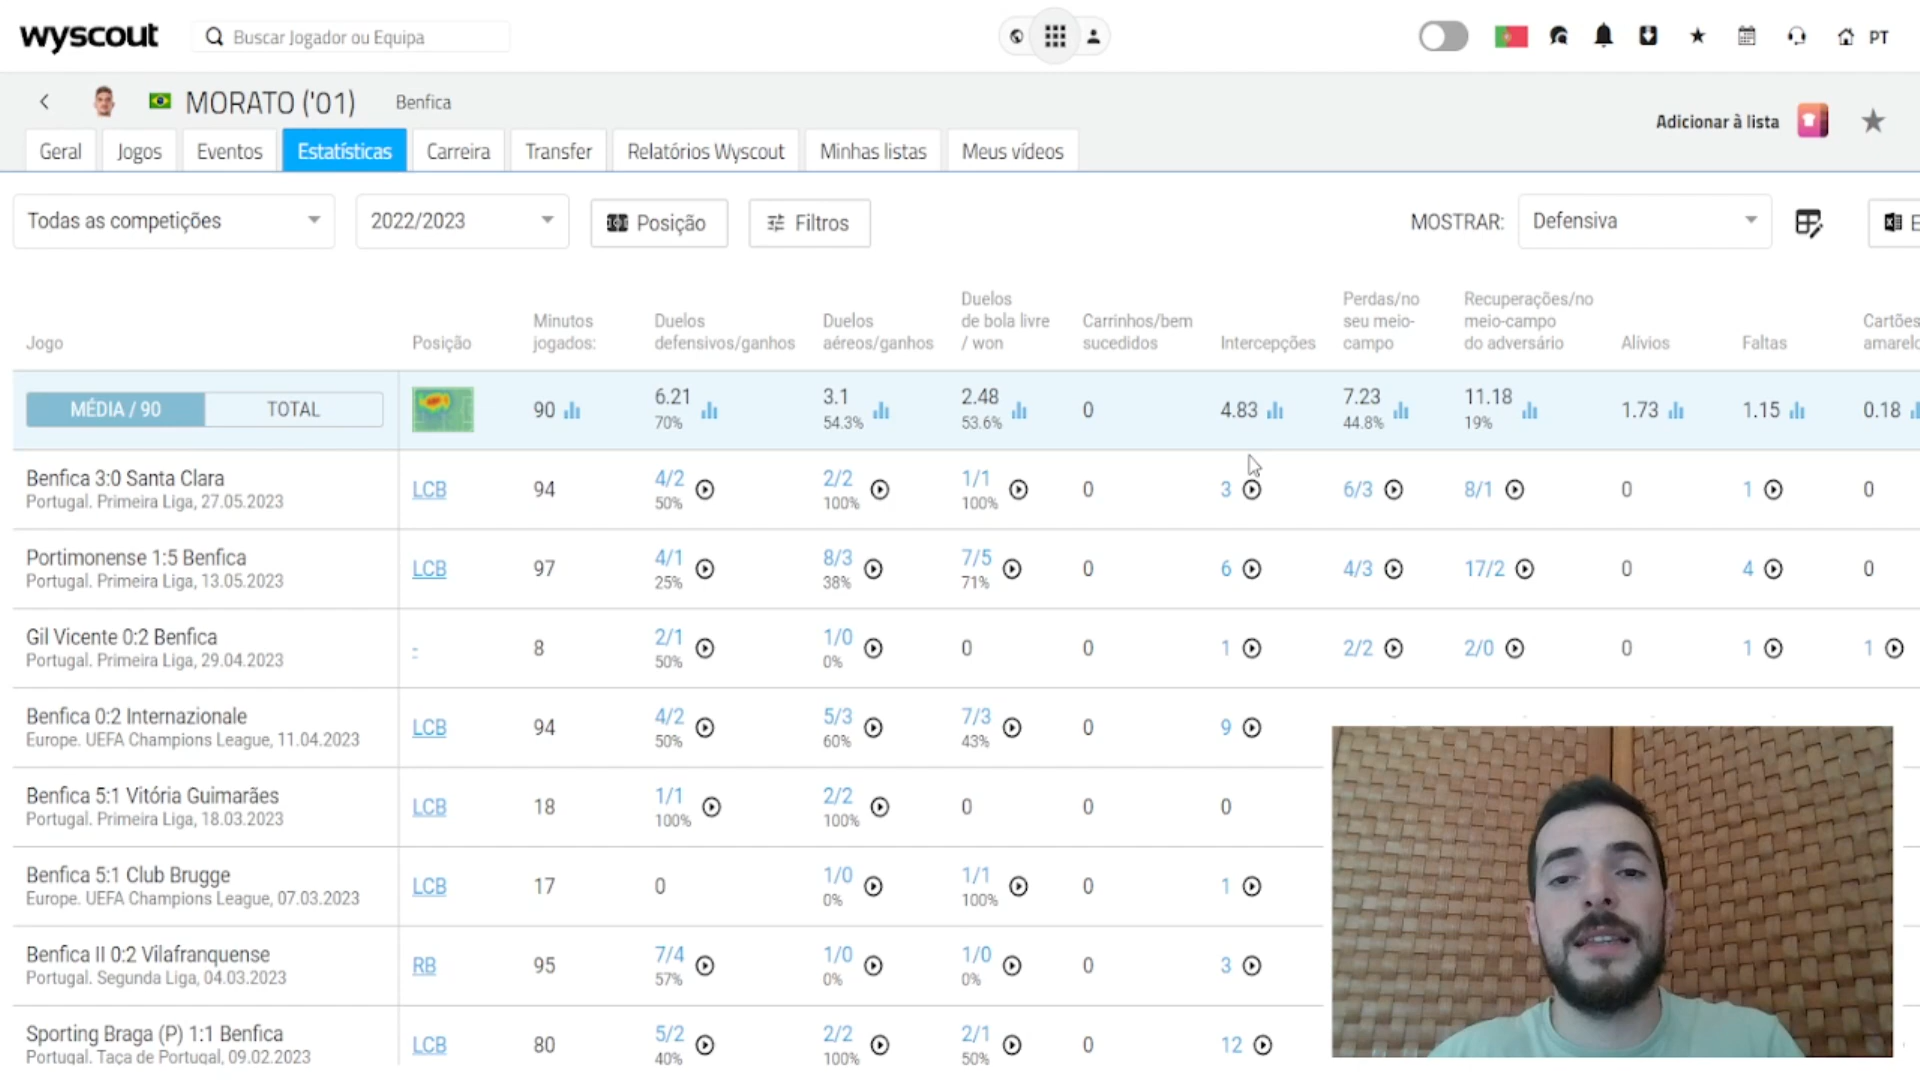 wyscout
Buscar Jogador ou Equipa
PT
MORATO ('01)
Benfica
Adicionar à lista
Geral
Jogos
Eventos
Estatísticas
Carreira
Transfer
Relatórios Wyscout
Minhas listas
Meus vídeos
Todas as competições
2022/2023
Posição
Filtros
MOSTRAR:
Defensiva
Jogo
Posição
Minutos
jogados:
Duelos
defensivos/ganhos
Duelos
aéreos/ganhos
Duelos
de bola livre
/ won
Carrinhos/bem
sucedidos
Intercepções
Perdas/no
seu meio-
campo
Recuperações/no
meio-campo
do adversário
Alivios
Faltas
Cartões
MÉDIA / 90
TOTAL
90
6.21
70%
3.1
54.3%
2.48
53.6%
0
4.83
7.23
44.8%
11.18
19%
1.73
1.15
0.18
Benfica 3:0 Santa Clara
Portugal. Primeira Liga, 27.05.2023
LCB
94
4/2
50%
2/2
100%
1/1
100%
0
3
6/3
8/1
0
1
0
Portimonense 1:5 Benfica
Portugal. Primeira Liga, 13.05.2023
LCB
97
4/1
25%
8/3
38%
7/5
71%
0
6
4/3
17/2
0
4
0
Gil Vicente 0:2 Benfica
Portugal. Primeira Liga, 29.04.2023
-
8
2/1
50%
1/0
0%
0
0
1
2/2
2/0
0
1
1
Benfica 0:2 Internazionale
Europe. UEFA Champions League, 11.04.2023
LCB
94
4/2
50%
5/3
60%
7/3
43%
0
9
Benfica 5:1 Vitória Guimarães
Portugal. Primeira Liga, 18.03.2023
LCB
18
1/1
100%
2/2
100%
0
0
0
Benfica 5:1 Club Brugge
Europe. UEFA Champions League, 07.03.2023
LCB
17
0
1/0
0%
1/1
100%
0
1
Benfica II 0:2 Vilafranquense
Portugal. Segunda Liga, 04.03.2023
RB
95
7/4
57%
1/0
0%
1/0
0%
0
3
Sporting Braga (P) 1:1 Benfica
Portugal. Taça de Portugal, 09.02.2023
LCB
80
5/2
40%
2/2
100%
2/1
50%
0
12